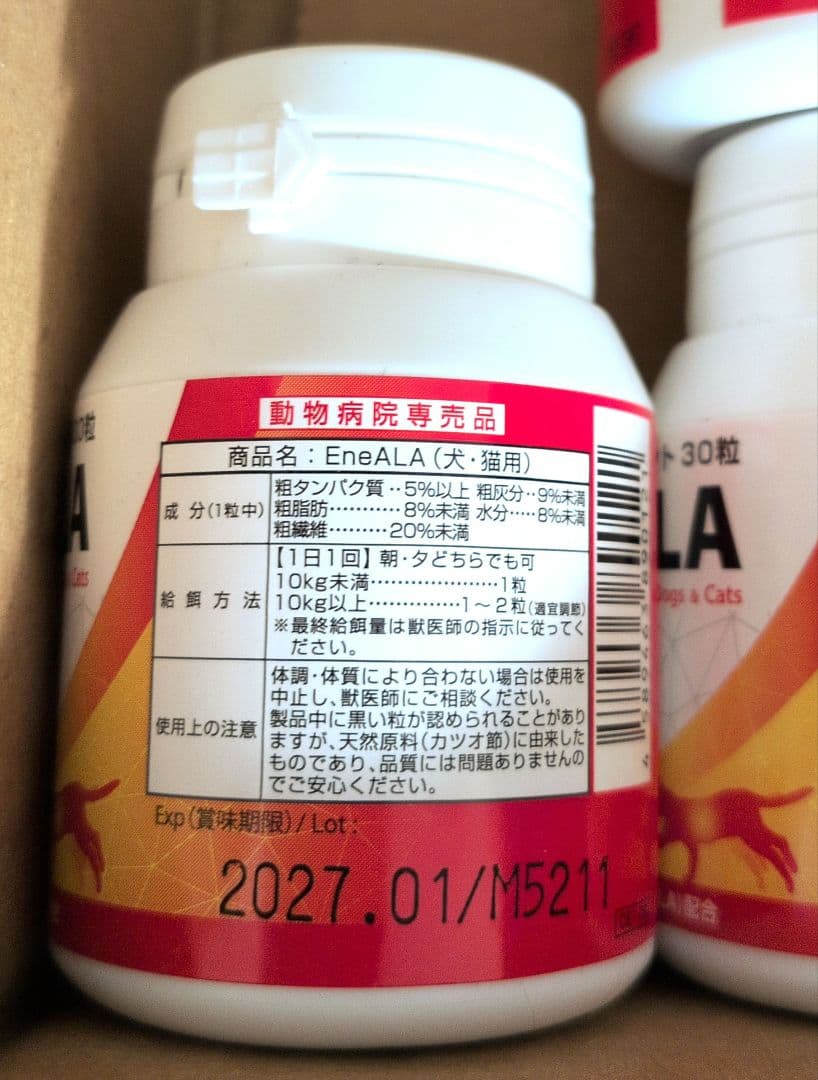 動物病院専売品
商品名：EneALA（犬・猫用）
成分（1粒中）
粗タンパク質‥5%以上 粗灰分‥9%未満
粗脂肪………… 8%未満 水分……8%未満
粗繊維…………20%未満
給餌方法
【1日1回】朝・夕どちらでも可
10kg未満…………………1粒
10kg以上……………1～2粒（適宜調節）
※最終給餌量は獣医師の指示に従ってく
ださい。
使用上の注意
体調・体質により合わない場合は使用を
中止し、獣医師にご相談ください。
製品中に黒い粒が認められることがあり
ますが、天然原料（カツオ節）に由来した
ものであり、品質には問題ありませんの
でご安心ください。
Exp（賞味期限）/ Lot：
2027.01/M5211
粒
A
Cats
ト 30粒
LA
Dogs & Cats
配合